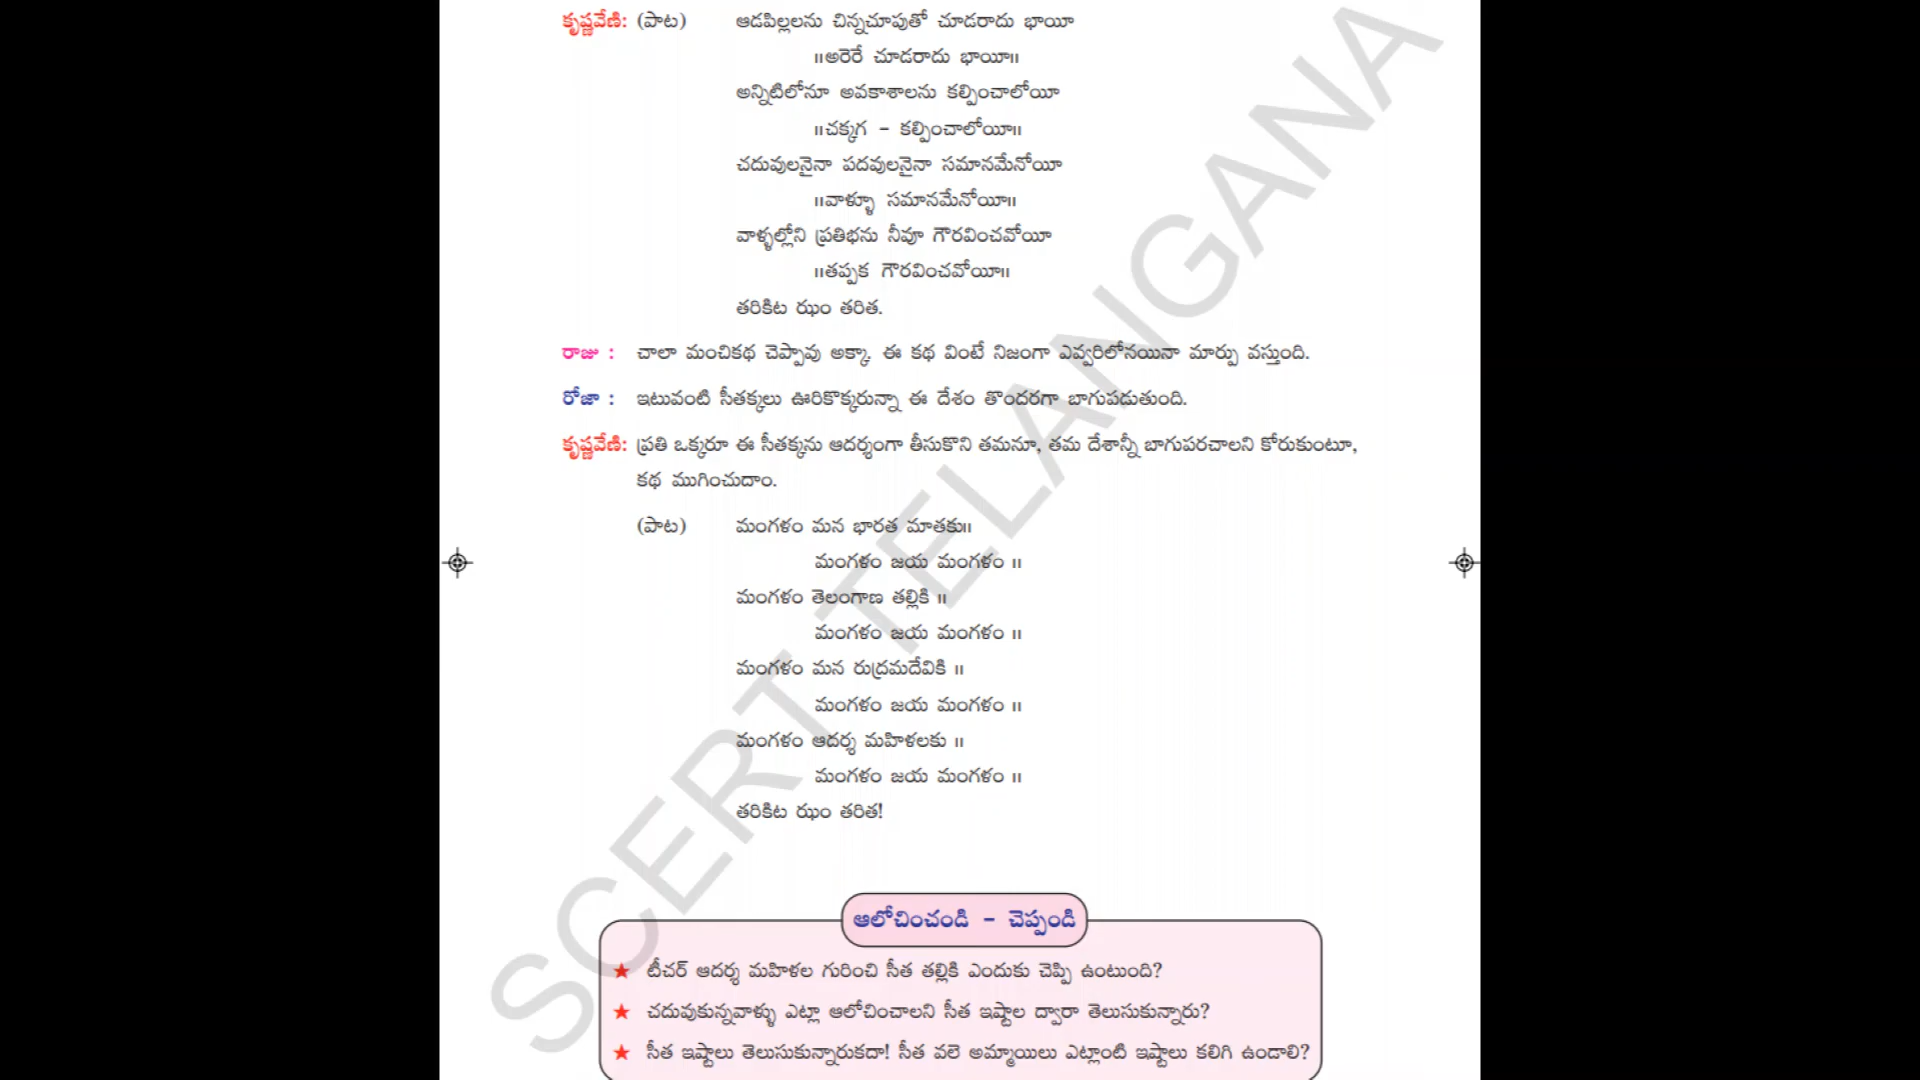 కృష్ణవేణి: (పాట) ఆడపిల్లలను చిన్నచూపుతో చూడరాదు భాయీ
॥అరెరే చూడరాదు భాయీ॥
అన్నిటిలోనూ అవకాశాలను కల్పించాలోయీ
॥చక్కగ - కల్పించాలోయీ॥
చదువులనైనా పదవులనైనా సమానమేనోయీ
॥వాళ్ళూ సమానమేనోయీ॥
వాళ్ళల్లోని ప్రతిభను నీవూ గౌరవించవోయీ
॥తప్పక గౌరవించవోయీ॥
తరికిట ఝం తరిత.
రాజు : చాలా మంచికథ చెప్పావు అక్కా. ఈ కథ వింటే నిజంగా ఎవ్వరిలోనయినా మార్పు వస్తుంది.
రోజా : ఇటువంటి సీతక్కలు ఊరికొక్కరున్నా ఈ దేశం తొందరగా బాగుపడుతుంది.
కృష్ణవేణి: ప్రతి ఒక్కరూ ఈ సీతక్కను ఆదర్శంగా తీసుకొని తమనూ, తమ దేశాన్నీ బాగుపరచాలని కోరుకుంటూ,
కథ ముగించుదాం.
(పాట) మంగళం మన భారత మాతకు॥
మంగళం జయ మంగళం ॥
మంగళం తెలంగాణ తల్లికి ॥
మంగళం జయ మంగళం ॥
మంగళం మన రుద్రమదేవికి ॥
మంగళం జయ మంగళం ॥
మంగళం ఆదర్శ మహిళలకు ॥
మంగళం జయ మంగళం ॥
తరికిట ఝం తరిత!
ఆలోచించండి - చెప్పండి
★ టీచర్ ఆదర్శ మహిళల గురించి సీత తల్లికి ఎందుకు చెప్పి ఉంటుంది?
★ చదువుకున్నవాళ్ళు ఎట్లా ఆలోచించాలని సీత ఇష్టాల ద్వారా తెలుసుకున్నారు?
★ సీత ఇష్టాలు తెలుసుకున్నారుకదా! సీత వలె అమ్మాయిలు ఎట్లాంటి ఇష్టాలు కలిగి ఉండాలి?
SCERT TELANGANA